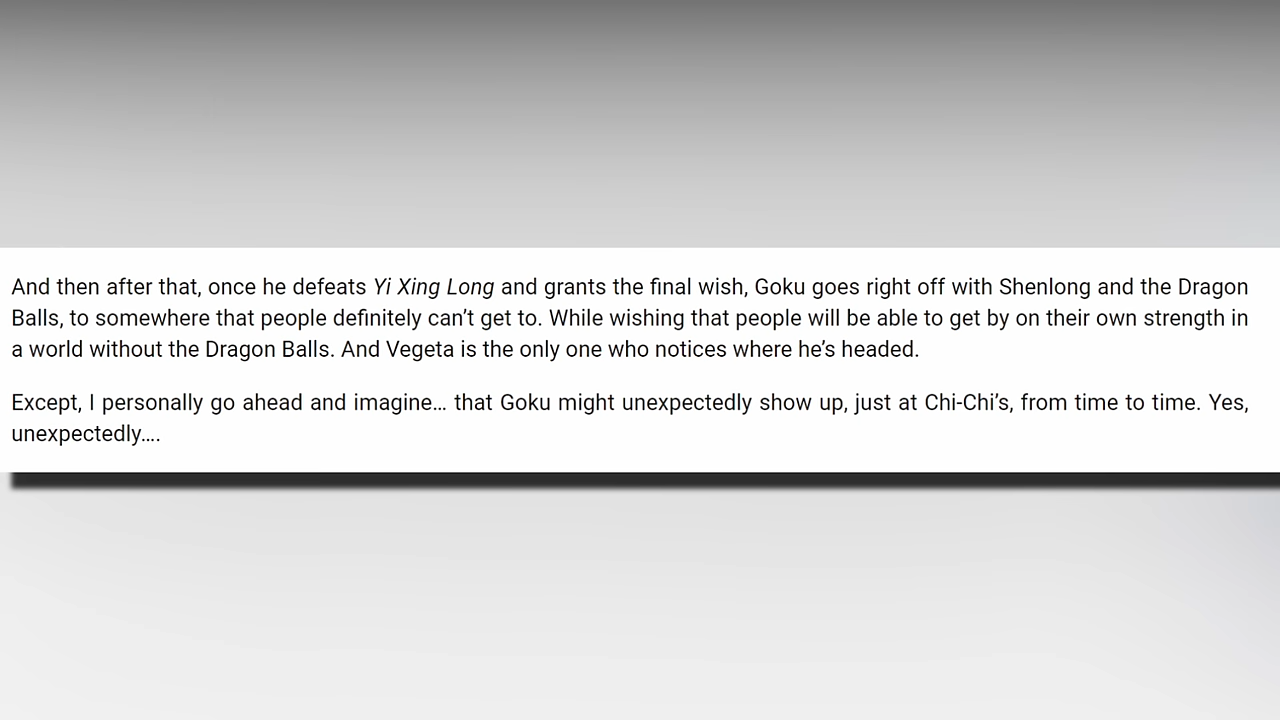 And then after that, once he defeats Yi Xing Long and grants the final wish, Goku goes right off with Shenlong and the Dragon
Balls, to somewhere that people definitely can’t get to. While wishing that people will be able to get by on their own strength in
a world without the Dragon Balls. And Vegeta is the only one who notices where he’s headed.
Except, I personally go ahead and imagine… that Goku might unexpectedly show up, just at Chi-Chi’s, from time to time. Yes,
unexpectedly….